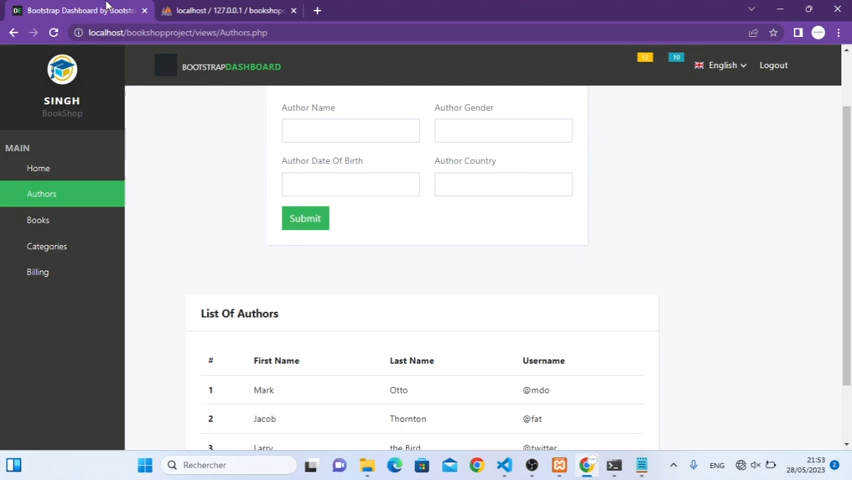 Bootstrap Dashboard by Bootstra
localhost / 127.0.0.1 / bookshop
localhost/bookshopproject/views/Authors.php
SINGH
BookShop
BOOTSTRAPDASHBOARD
12
10
English
Logout
MAIN
Home
Authors
Books
Categories
Billing
Author Name
Author Gender
Author Date Of Birth
Author Country
Submit
List Of Authors
# First Name Last Name Username
1 Mark Otto @mdo
2 Jacob Thornton @fat
3 Larry the Bird @twitter
Rechercher
ENG
21:53
28/05/2023
2